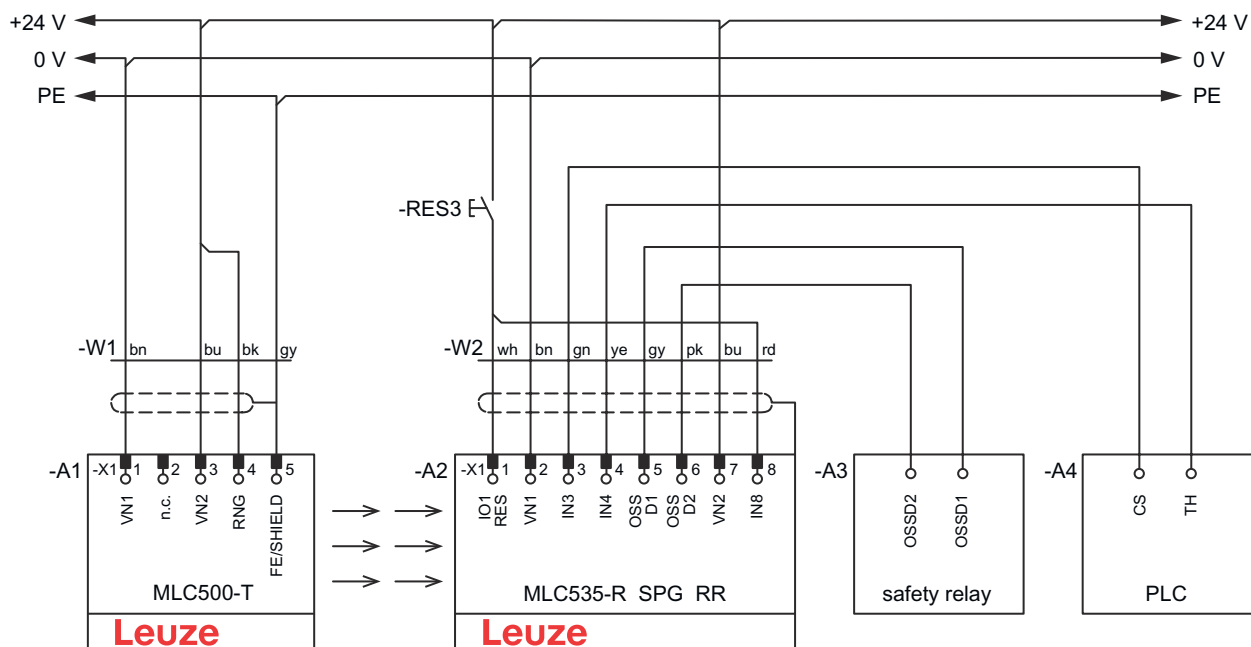 +24 V +24 V
0 V 0 V
PE PE
-RES3
-W1 bn bu bk gy -W2 wh bn gn ye gy pk bu rd
-A1 -X1 1 2 3 4 5 -A2 -X1 1 2 3 4 5 6 7 8 -A3 -A4
VN1
n.c.
VN2
RNG
FE/SHIELD
IO1
RES
VN1
IN3
IN4
OSS
D1
OSS
D2
VN2
IN8
OSSD2
OSSD1
CS
TH
MLC500-T MLC535-R SPG RR safety relay PLC
Leuze Leuze